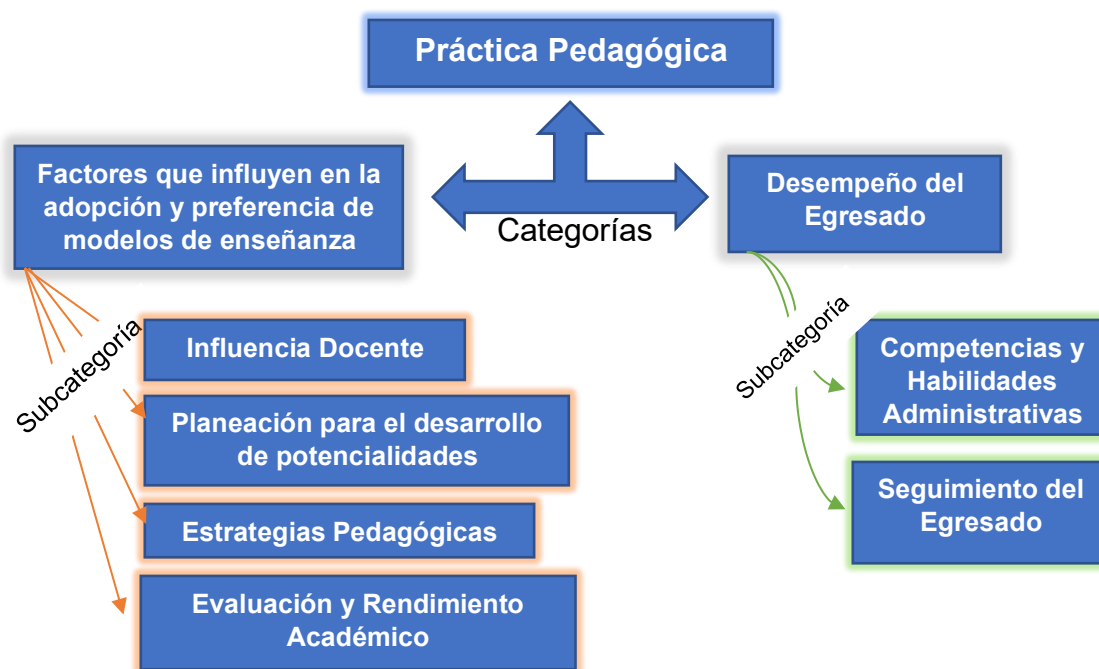 Práctica Pedagógica
Factores que influyen en la
adopción y preferencia de
modelos de enseñanza
Categorías
Desempeño del
Egresado
Subcategoría
Influencia Docente
Planeación para el desarrollo
de potencialidades
Estrategias Pedagógicas
Evaluación y Rendimiento
Académico
Subcategoría
Competencias y
Habilidades
Administrativas
Seguimiento del
Egresado